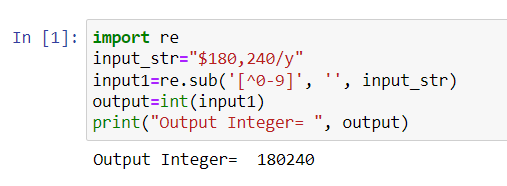 In [1]: import re
input_str="$180,240/y"
input1=re.sub('[^0-9]', '', input_str)
output=int(input1)
print("Output Integer= ", output)
Output Integer=  180240